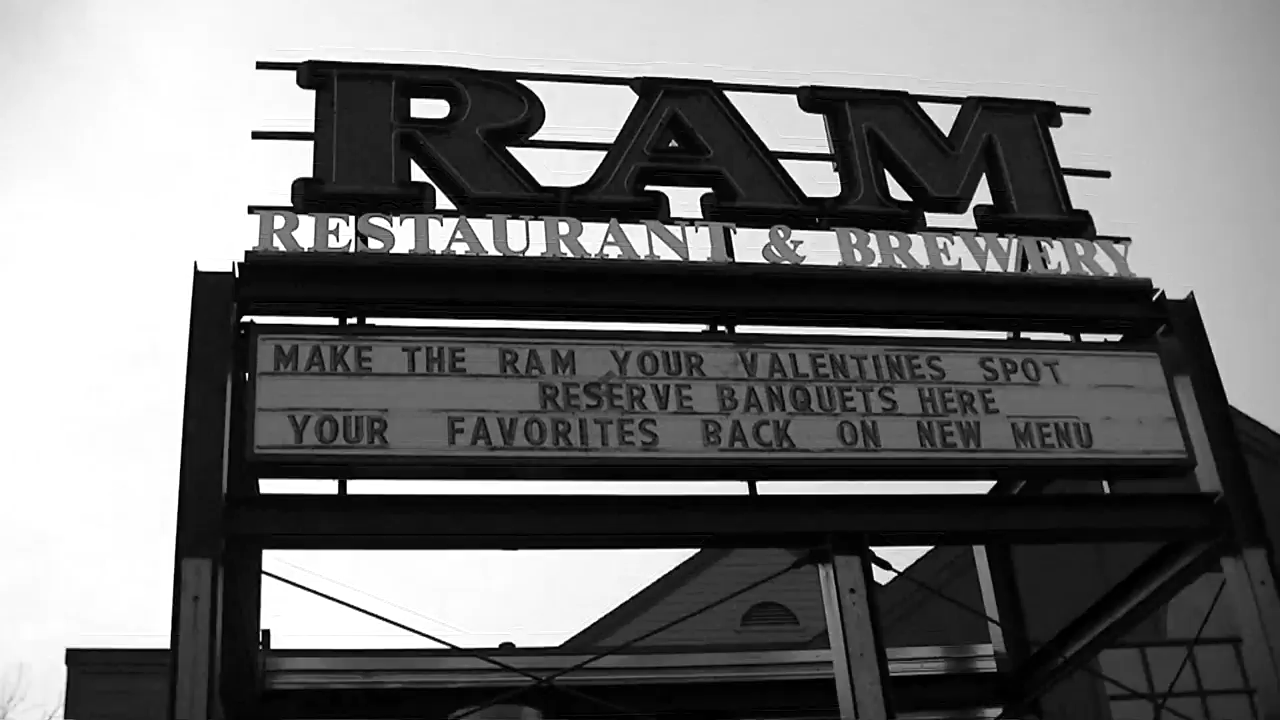 RAM
RESTAURANT & BREWERY
MAKE THE RAM YOUR VALENTINES SPOT
RESERVE BANQUETS HERE
YOUR FAVORITES BACK ON NEW MENU